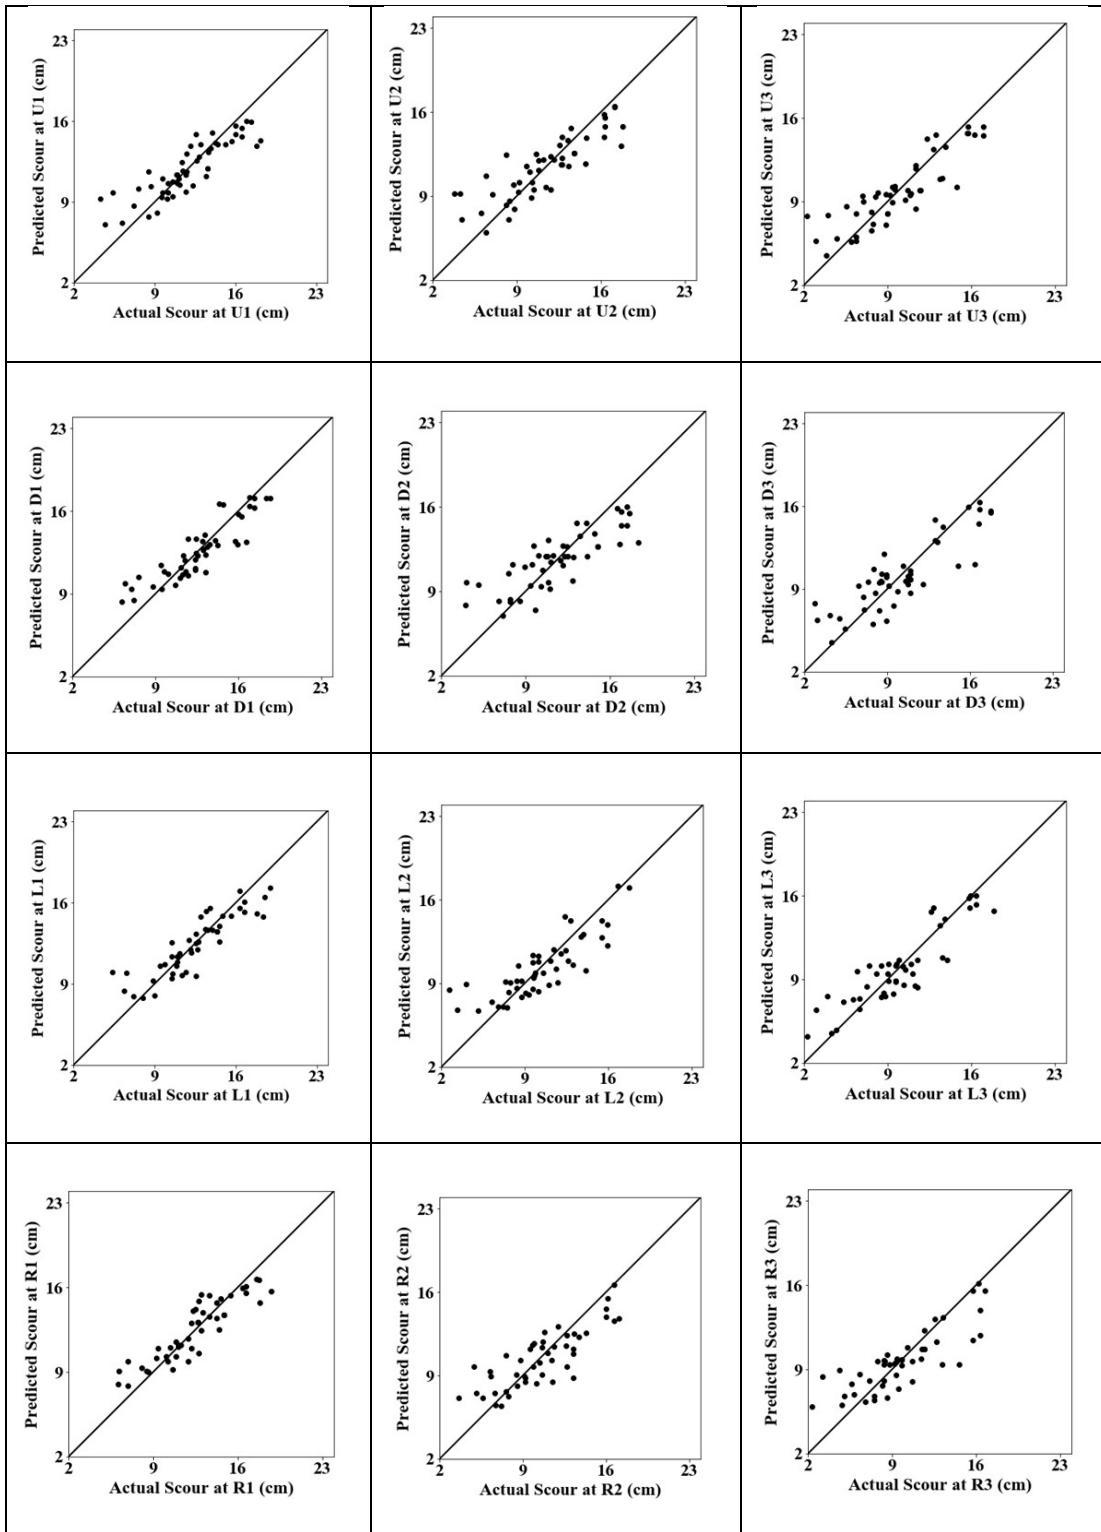 Predicted Scour at U1 (cm)
23
16
9
2
2 9 16 23
Actual Scour at U1 (cm)
Predicted Scour at U2 (cm)
23
16
9
2
2 9 16 23
Actual Scour at U2 (cm)
Predicted Scour at U3 (cm)
23
16
9
2
2 9 16 23
Actual Scour at U3 (cm)
Predicted Scour at D1 (cm)
23
16
9
2
2 9 16 23
Actual Scour at D1 (cm)
Predicted Scour at D2 (cm)
23
16
9
2
2 9 16 23
Actual Scour at D2 (cm)
Predicted Scour at D3 (cm)
23
16
9
2
2 9 16 23
Actual Scour at D3 (cm)
Predicted Scour at L1 (cm)
23
16
9
2
2 9 16 23
Actual Scour at L1 (cm)
Predicted Scour at L2 (cm)
23
16
9
2
2 9 16 23
Actual Scour at L2 (cm)
Predicted Scour at L3 (cm)
23
16
9
2
2 9 16 23
Actual Scour at L3 (cm)
Predicted Scour at R1 (cm)
23
16
9
2
2 9 16 23
Actual Scour at R1 (cm)
Predicted Scour at R2 (cm)
23
16
9
2
2 9 16 23
Actual Scour at R2 (cm)
Predicted Scour at R3 (cm)
23
16
9
2
2 9 16 23
Actual Scour at R3 (cm)